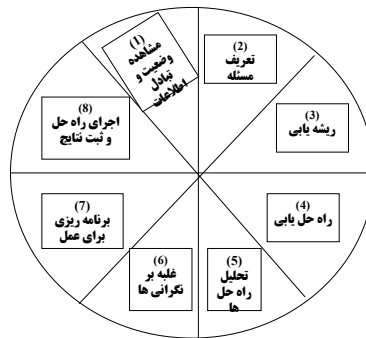 (1)
مشاهده
وضعیت و
تبادل
اطلاعات
(2)
تعریف
مسئله
(3)
ریشه یابی
(4)
راه حل یابی
(5)
تحلیل
راه حل
ها
(6)
غلبه بر
نگرانی ها
(7)
برنامه ریزی
برای عمل
(8)
اجرای راه حل
و ثبت نتایج